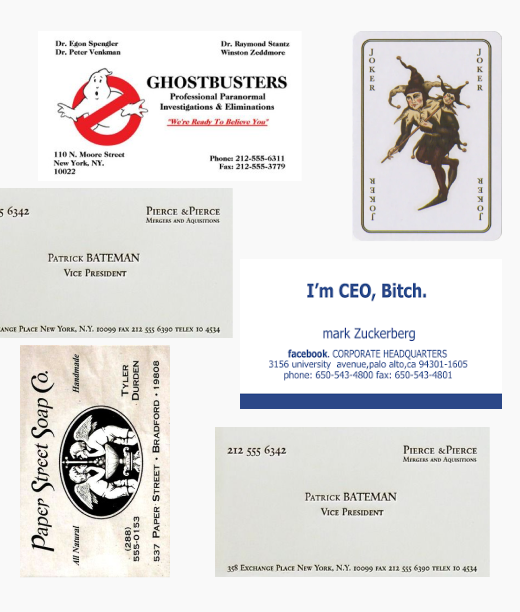 Dr. Egon Spengler
Dr. Peter Venkman
Dr. Raymond Stantz
Winston Zeddmore
GHOSTBUSTERS
Professional Paranormal
Investigations & Eliminations
"We're Ready To Believe You"
110 N. Moore Street
New York, NY.
10022
Phone: 212-555-6311
Fax: 212-555-3779
JOKER
JOKER
JOKER
JOKER
5 6342
PIERCE & PIERCE
MERGERS AND AQUISITIONS
PATRICK BATEMAN
VICE PRESIDENT
ANGE PLACE NEW YORK, N.Y. 10099 FAX 212 555 6390 TELEX 10 4534
I'm CEO, Bitch.
mark Zuckerberg
facebook. CORPORATE HEADQUARTERS
3156 university avenue,palo alto,ca 94301-1605
phone: 650-543-4800 fax: 650-543-4801
Paper Street Soap Co.
All Natural
Handmade
(288)
555-0153
TYLER
DURDEN
537 PAPER STREET • BRADFORD • 19808
212 555 6342
PIERCE & PIERCE
MERGERS AND AQUISITIONS
PATRICK BATEMAN
VICE PRESIDENT
358 EXCHANGE PLACE NEW YORK, N.Y. 10099 FAX 212 555 6390 TELEX 10 4534